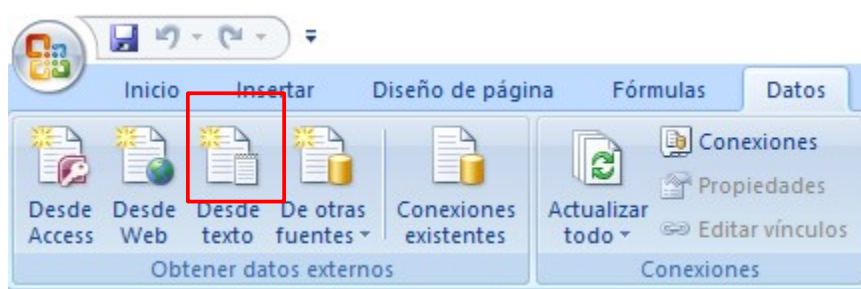 Inicio Insertar Diseño de página Fórmulas Datos
Desde Access
Desde Web
Desde texto
De otras fuentes
Conexiones existentes
Obtener datos externos
Actualizar todo
Conexiones
Propiedades
Editar vínculos
Conexiones